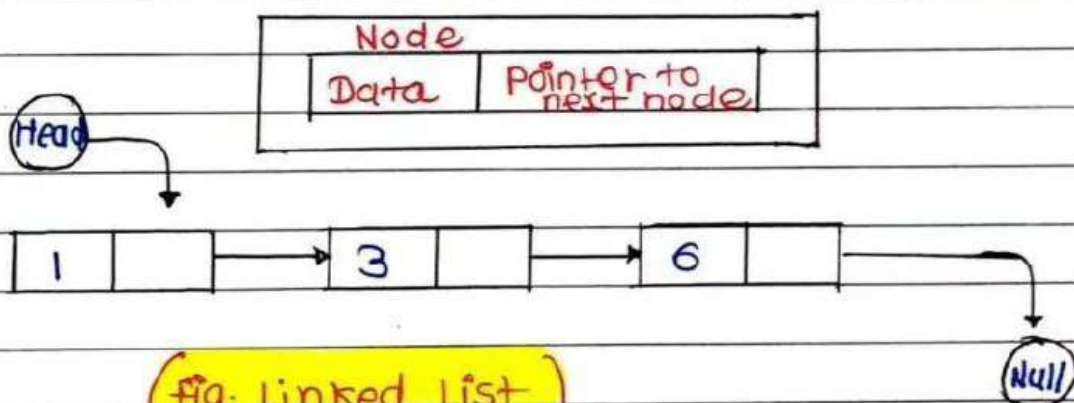 Node
Data Pointer to
next node
Head
1 3 6
fig. Linked List
Null